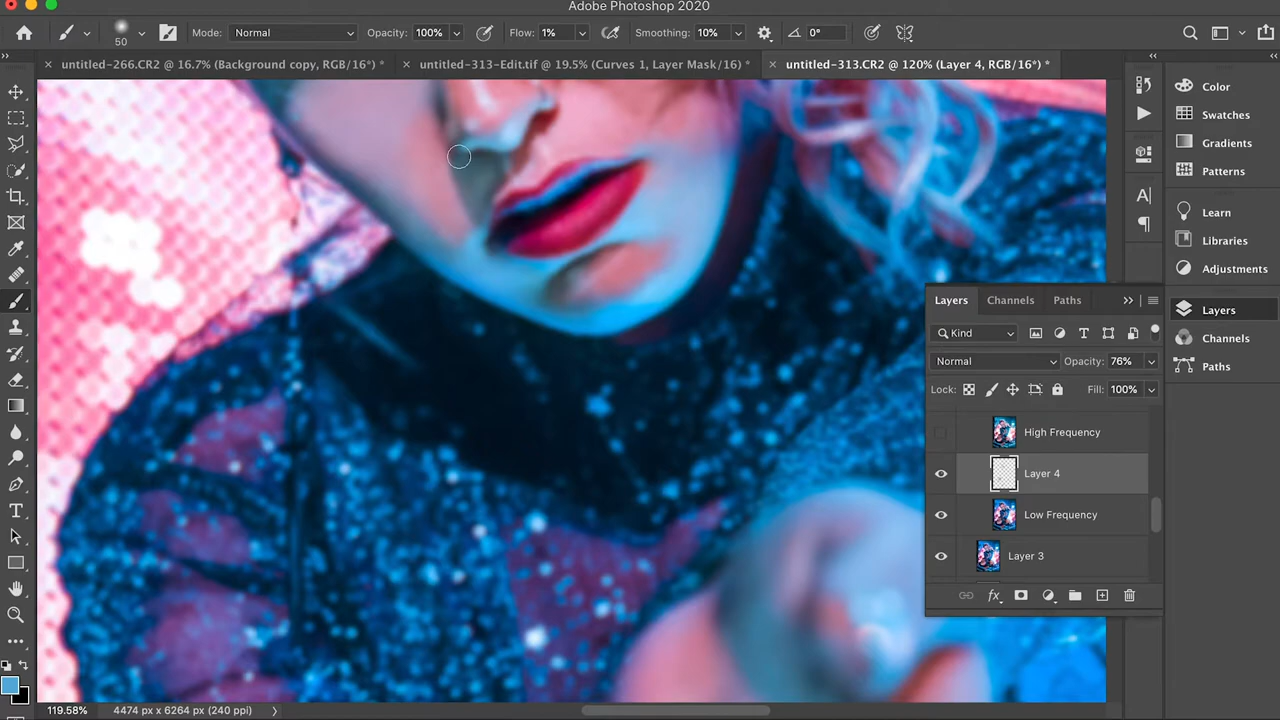 Adobe Photoshop 2020
50 Mode: Normal Opacity: 100% Flow: 1% Smoothing: 10% 0°
untitled-266.CR2 @ 16.7% (Background copy, RGB/16*) * untitled-313-Edit.tif @ 19.5% (Curves 1, Layer Mask/16) * untitled-313.CR2 @ 120% (Layer 4, RGB/16*) *
Color
Swatches
Gradients
Patterns
Learn
Libraries
Adjustments
Layers
Channels
Paths
Layers Channels Paths
Kind
Normal Opacity: 76%
Lock: Fill: 100%
High Frequency
Layer 4
Low Frequency
Layer 3
fx
119.58% 4474 px x 6264 px (240 ppi)